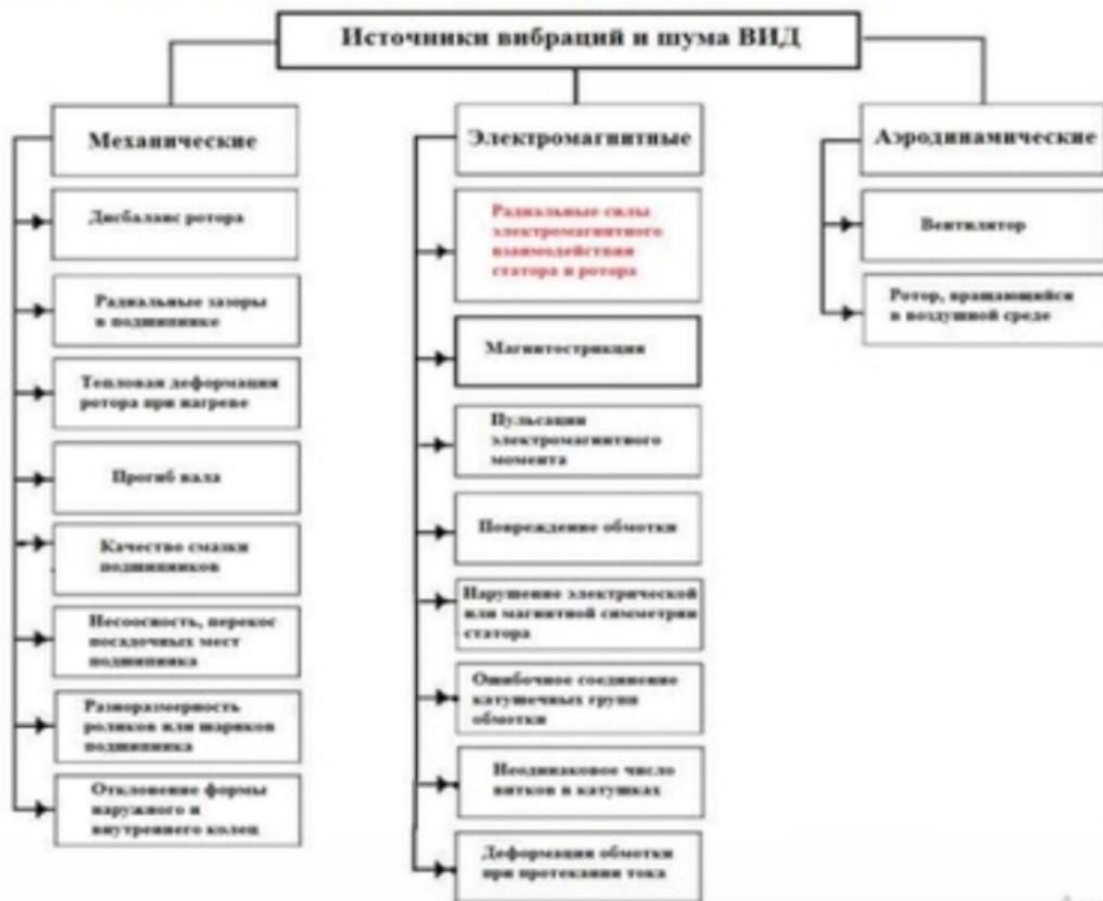 Источники вибраций и шума ВИД
Механические
Дисбаланс ротора
Радиальные зазоры
в подшипнике
Тепловая деформация
ротора при нагреве
Прогиб вала
Качество смазки
подшипников
Несоосность, перекос
посадочных мест
подшипника
Разноразмерность
роликов или шариков
подшипника
Отклонение формы
наружного и
внутреннего колец
Электромагнитные
Радиальные силы
электромагнитного
взаимодействия
статора и ротора
Магнитострикция
Пульсации
электромагнитного
момента
Повреждение обмотки
Нарушение электрической
или магнитной симметрии
статора
Ошибочное соединение
катушечных групп
обмотки
Неодинаковое число
витков в катушках
Деформация обмотки
при протекании тока
Аэродинамические
Вентилятор
Ротор, вращающийся
в воздушной среде